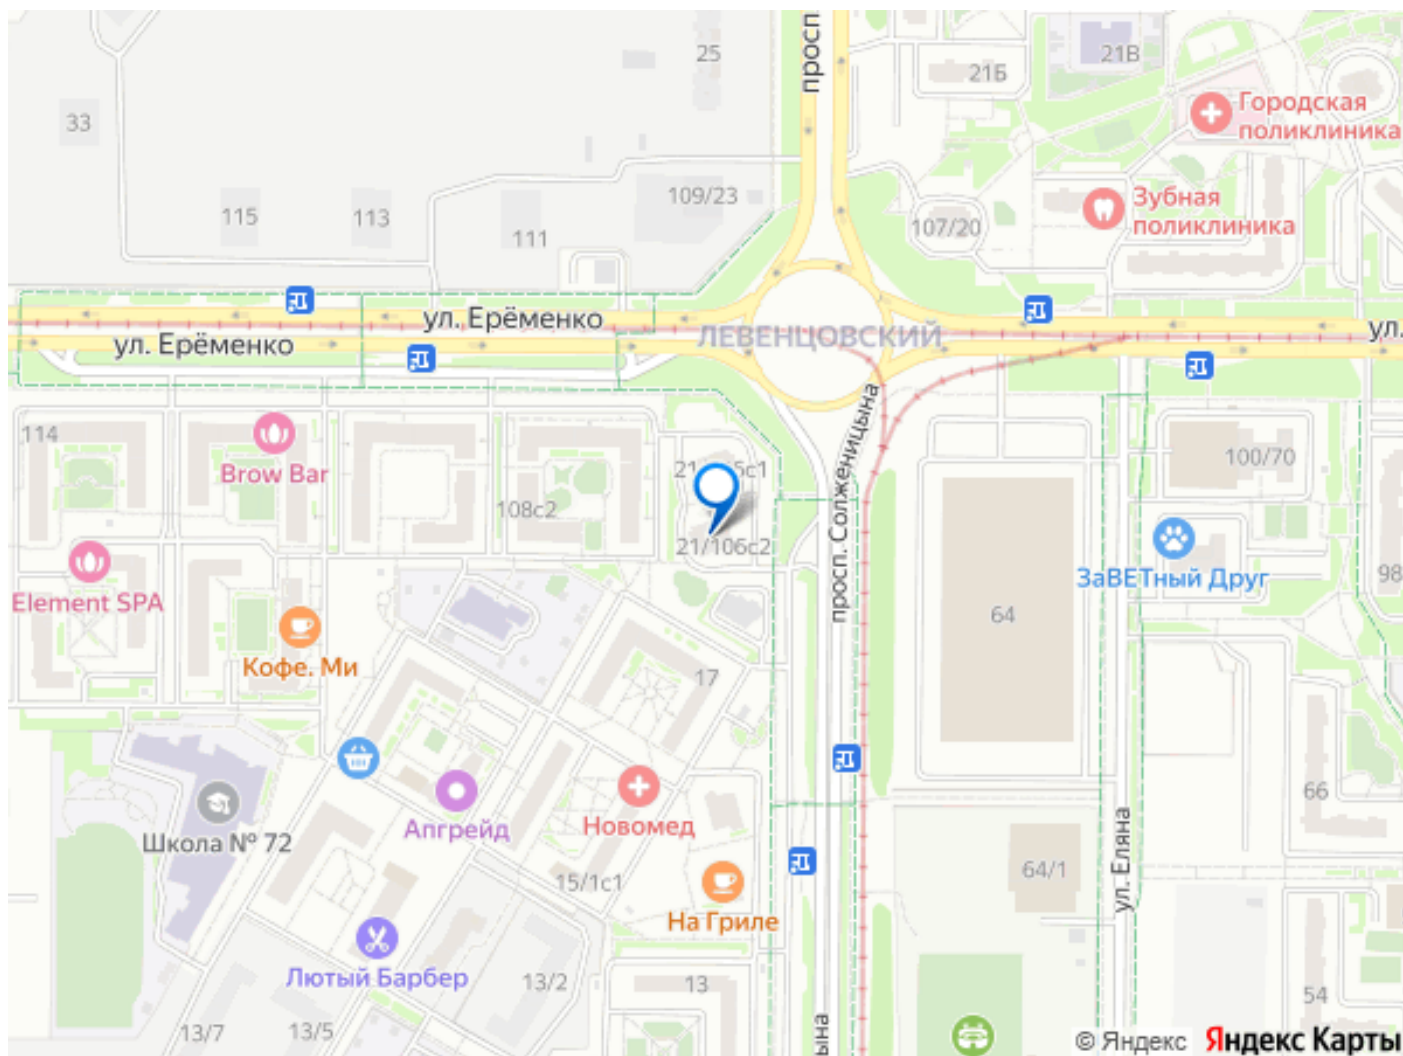 просп
25
21Б
21В
33
Городская
поликлиника
109/23
Зубная
поликлиника
115
113
111
107/20
ул. Ерёменко
ЛЕВЕНЦОВСКИЙ
ул.
ул. Ерёменко
просп. Солженицына
114
Brow Bar
100/70
108с2
21/106с2
просп. Солженицына
ЗаВЕТный Друг
98
Element SPA
64
Кофе. Ми
17
66
Школа № 72
Апгрейд
Новомед
64/1
ул. Еляна
15/1с1
На Гриле
Лютый Барбер
13/2
13
54
13/7
13/5
ына
© Яндекс Яндекс Карты